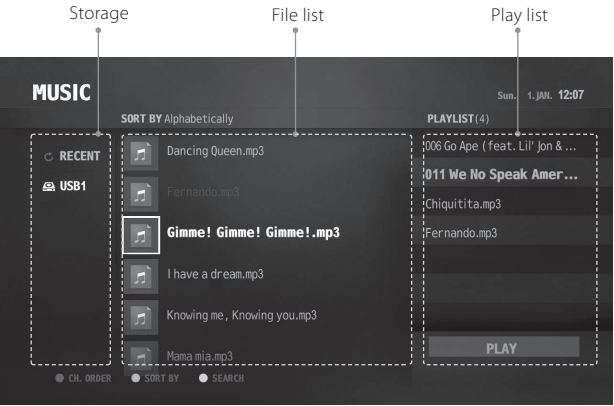 Storage
File list
Play list
MUSIC
Sun. 1.JAN. 12:07
SORT BY Alphabetically
PLAYLIST(4)
RECENT
USB1
Dancing Queen.mp3
Fernando.mp3
Gimme! Gimme! Gimme!.mp3
I have a dream.mp3
Knowing me, Knowing you.mp3
Mama mia.mp3
006 Go Ape (feat. Lil' Jon & ...
011 We No Speak Amer...
Chiquitita.mp3
Fernando.mp3
PLAY
CH. ORDER
SORT BY
SEARCH